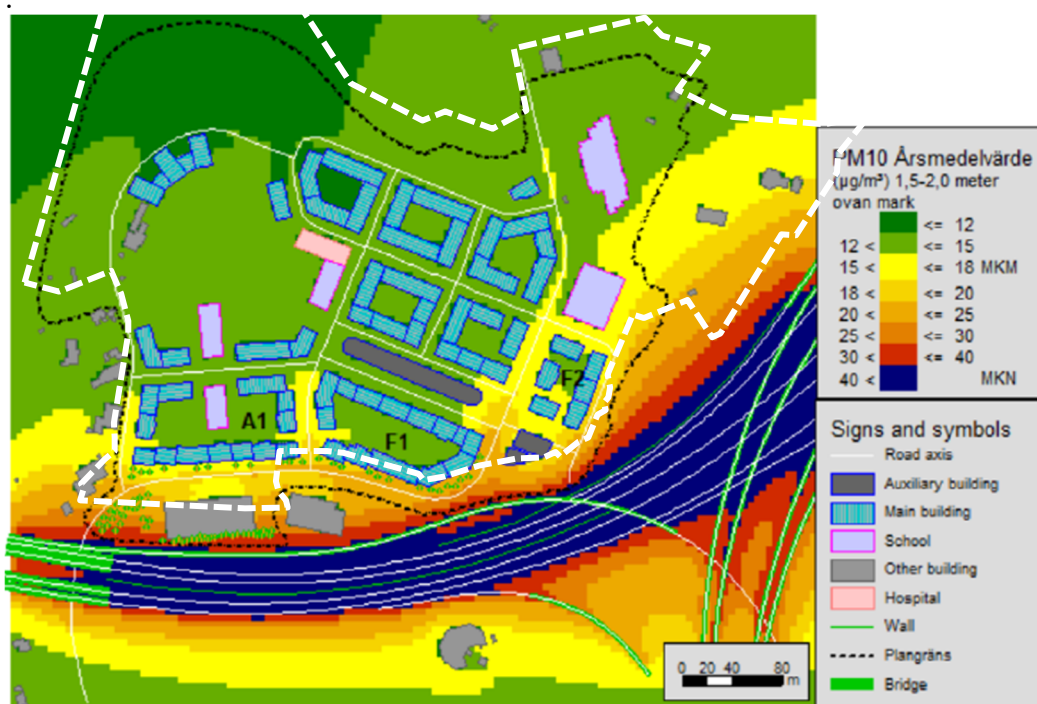 .
PM10 Årsmedelvärde
(µg/m³) 1,5-2,0 meter
ovan mark
<= 12
12 < <= 15
15 < <= 18 MKM
18 < <= 20
20 < <= 25
25 < <= 30
30 < <= 40
40 < MKN
F2
A1
F1
Signs and symbols
Road axis
Auxiliary building
Main building
School
Other building
Hospital
Wall
Plangräns
Bridge
0 20 40 80
m